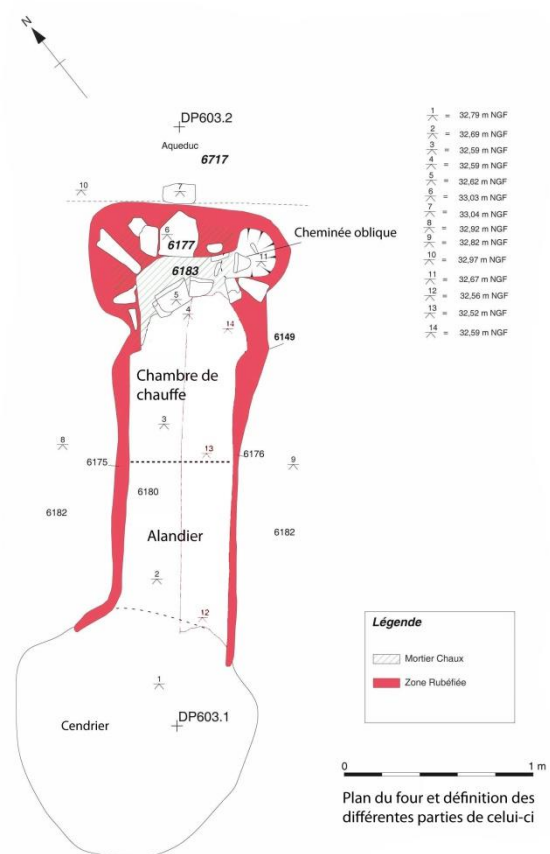 N
DP603.2
Aqueduc
6717
10
7
6
6177
Cheminée oblique
6183
11
5
4
14
6149
Chambre de
chauffe
3
8
13
9
6175
6176
6180
6182
6182
Alandier
2
12
1
Cendrier
DP603.1
1 = 32,79 m NGF
2 = 32,69 m NGF
3 = 32,59 m NGF
4 = 32,59 m NGF
5 = 32,62 m NGF
6 = 33,03 m NGF
7 = 33,04 m NGF
8 = 32,92 m NGF
9 = 32,82 m NGF
10 = 32,97 m NGF
11 = 32,67 m NGF
12 = 32,56 m NGF
13 = 32,52 m NGF
14 = 32,59 m NGF
Légende
Mortier Chaux
Zone Rubéfiée
0 1 m
Plan du four et définition des
différentes parties de celui-ci